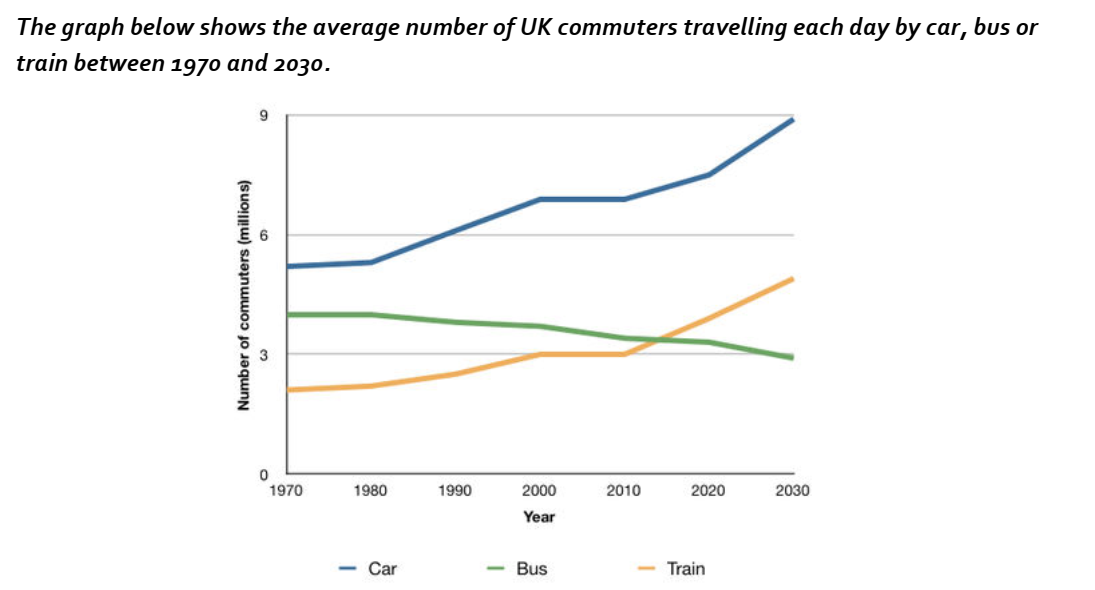 The graph below shows the average number of UK commuters travelling each day by car, bus or
train between 1970 and 2030.
9
6
3
0
Number of commuters (millions)
1970 1980 1990 2000 2010 2020 2030
Year
Car Bus Train